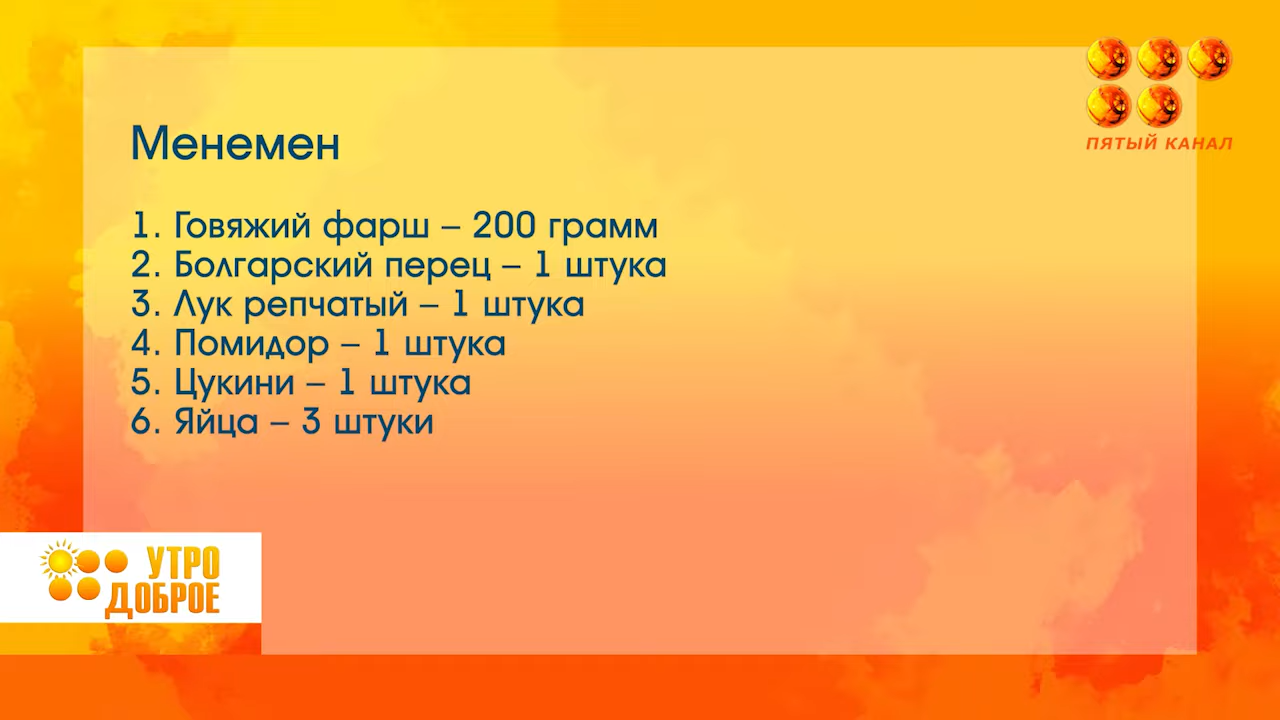 ПЯТЫЙ КАНАЛ
Менемен
1. Говяжий фарш – 200 грамм
2. Болгарский перец – 1 штука
3. Лук репчатый – 1 штука
4. Помидор – 1 штука
5. Цукини – 1 штука
6. Яйца – 3 штуки
УТРО
ДОБРОЕ